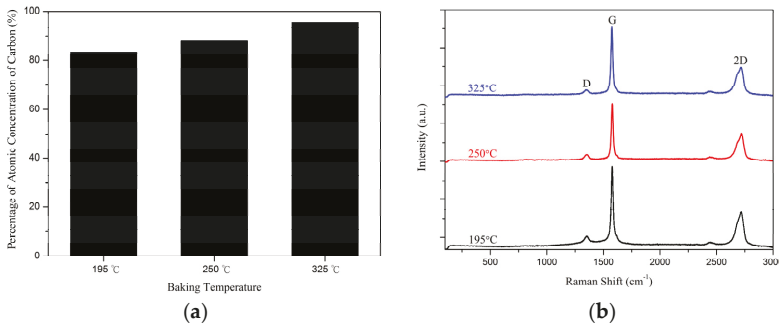 Percentage of Atomic Concentration of Carbon (%)
100
80
60
40
20
0
195 ℃
250 ℃
325 ℃
Baking Temperature
(a)
Intensity (a.u.)
G
D
2D
325°C
250°C
195°C
500
1000
1500
2000
2500
3000
Raman Shift (cm⁻¹)
(b)